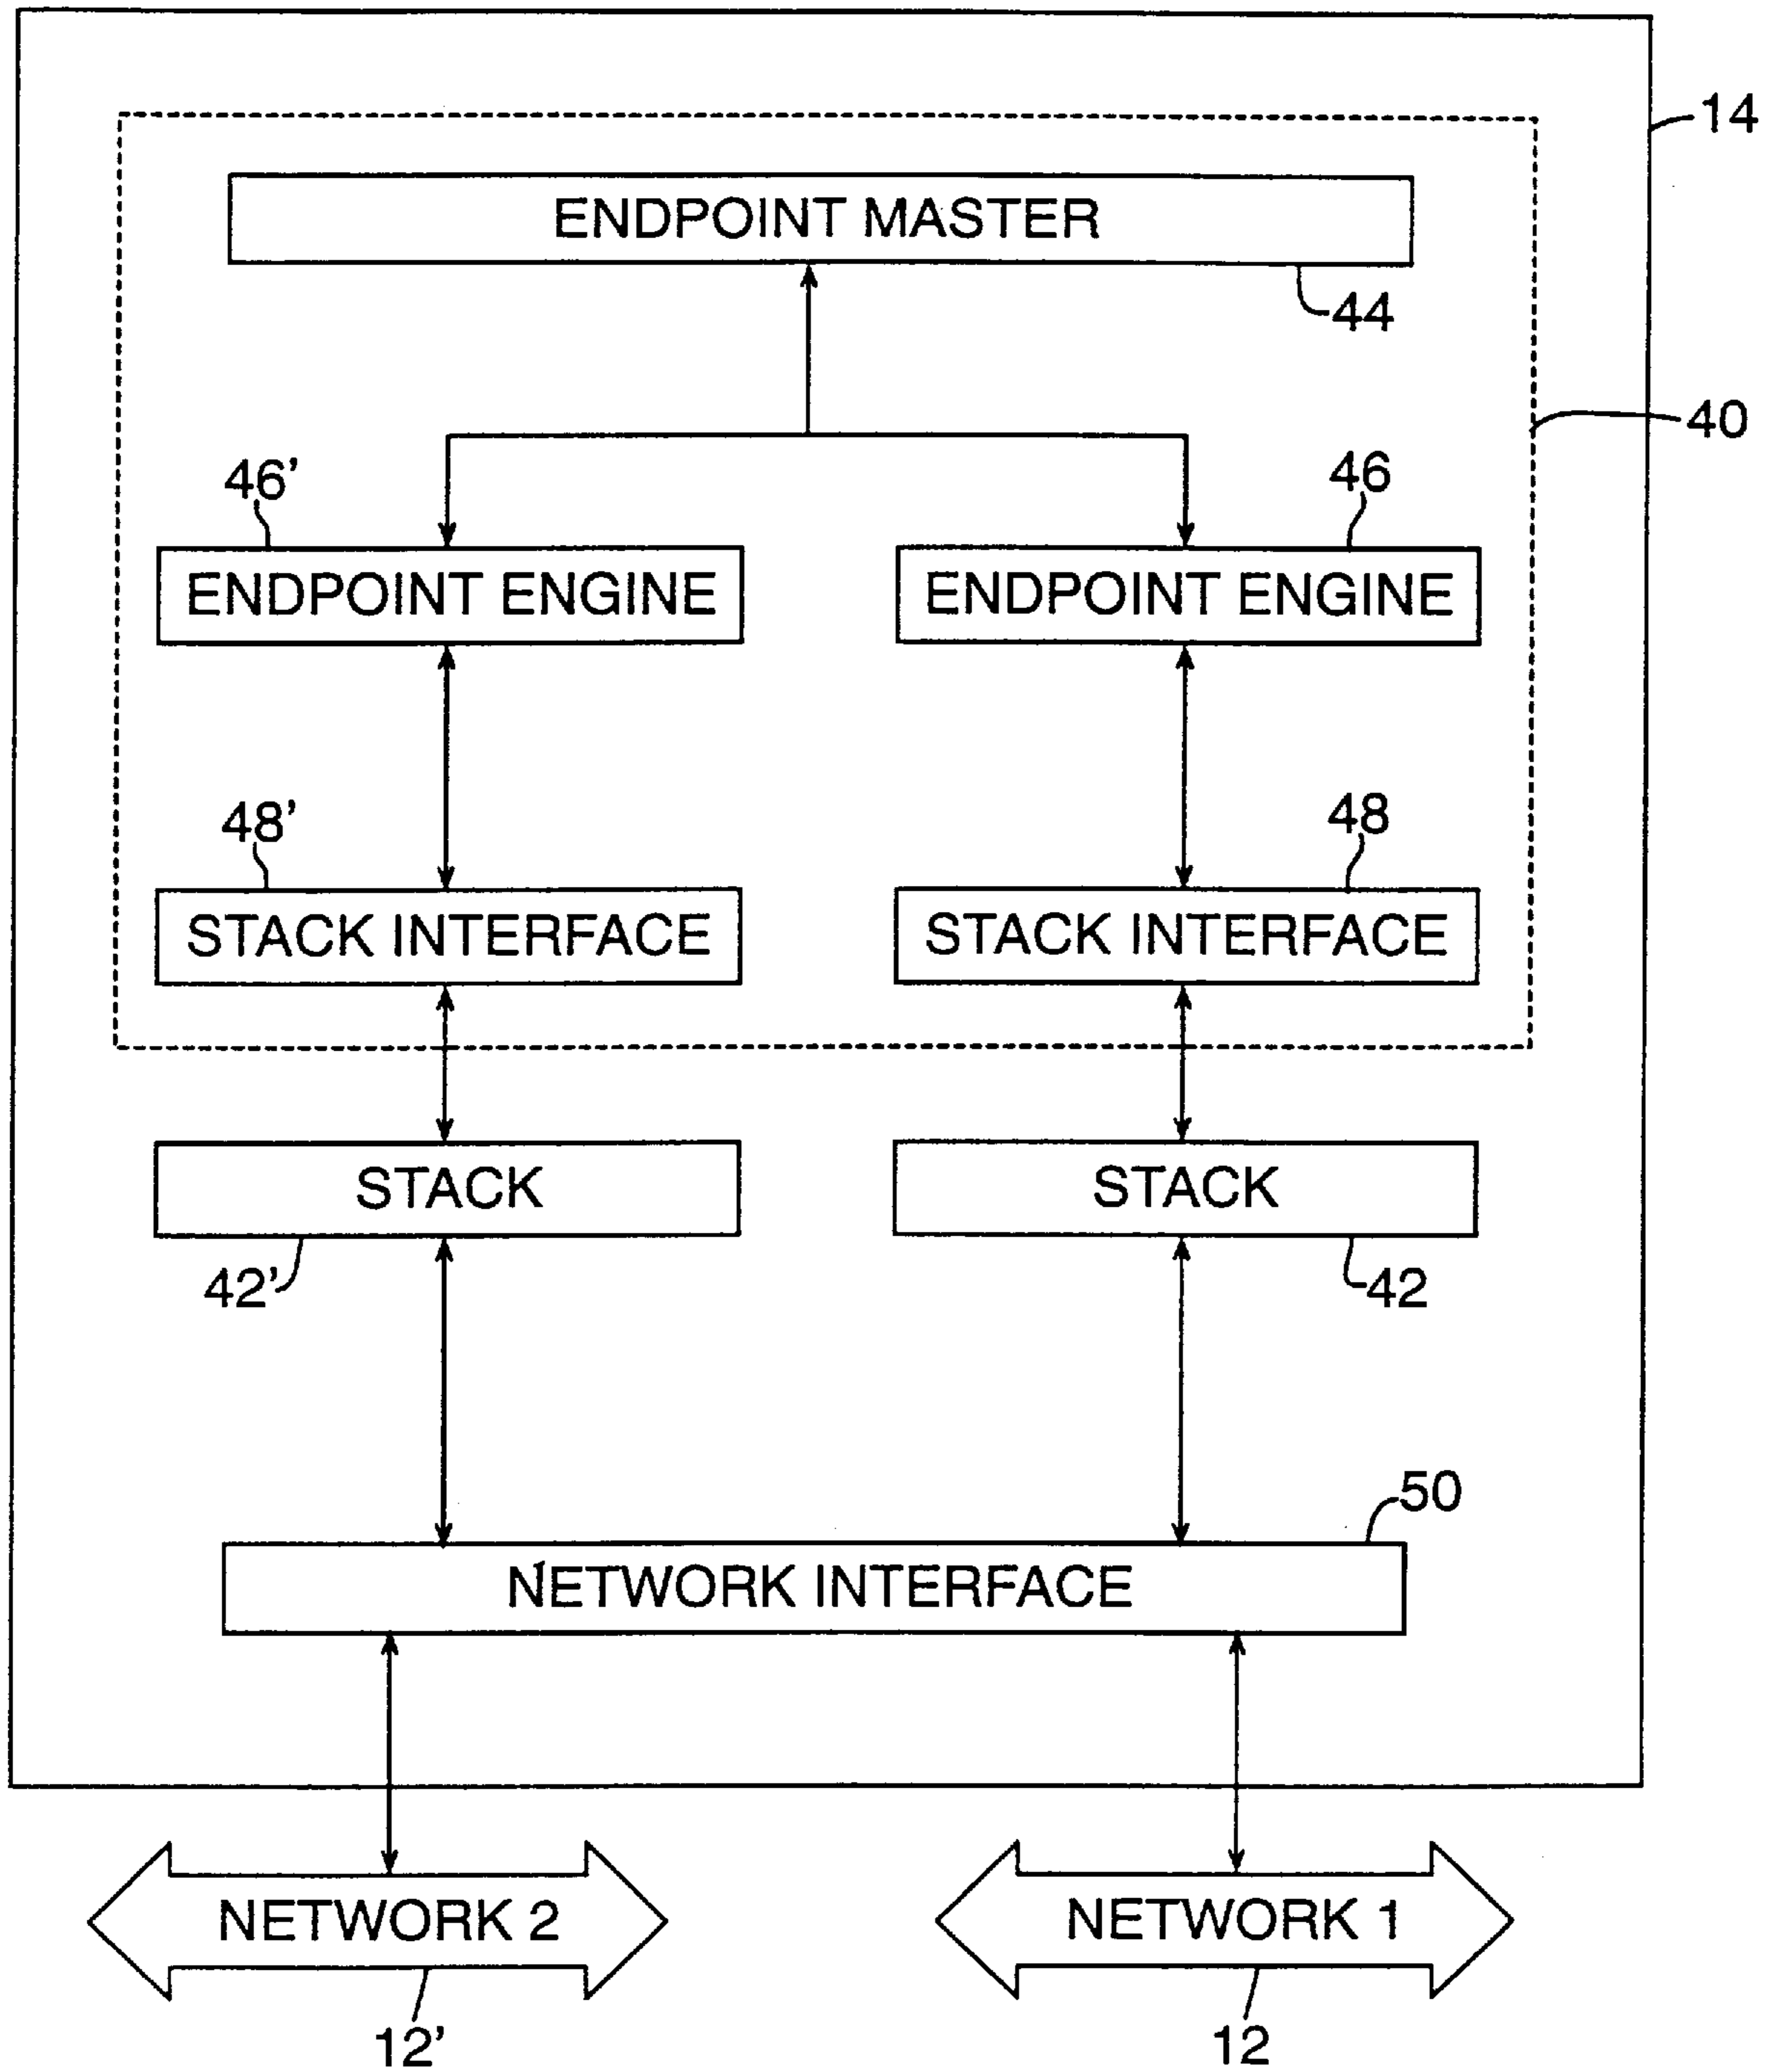 14
ENDPOINT MASTER
44
40
46'
46
ENDPOINT ENGINE
ENDPOINT ENGINE
48'
48
STACK INTERFACE
STACK INTERFACE
STACK
STACK
42'
42
50
NETWORK INTERFACE
NETWORK 2
NETWORK 1
12'
12